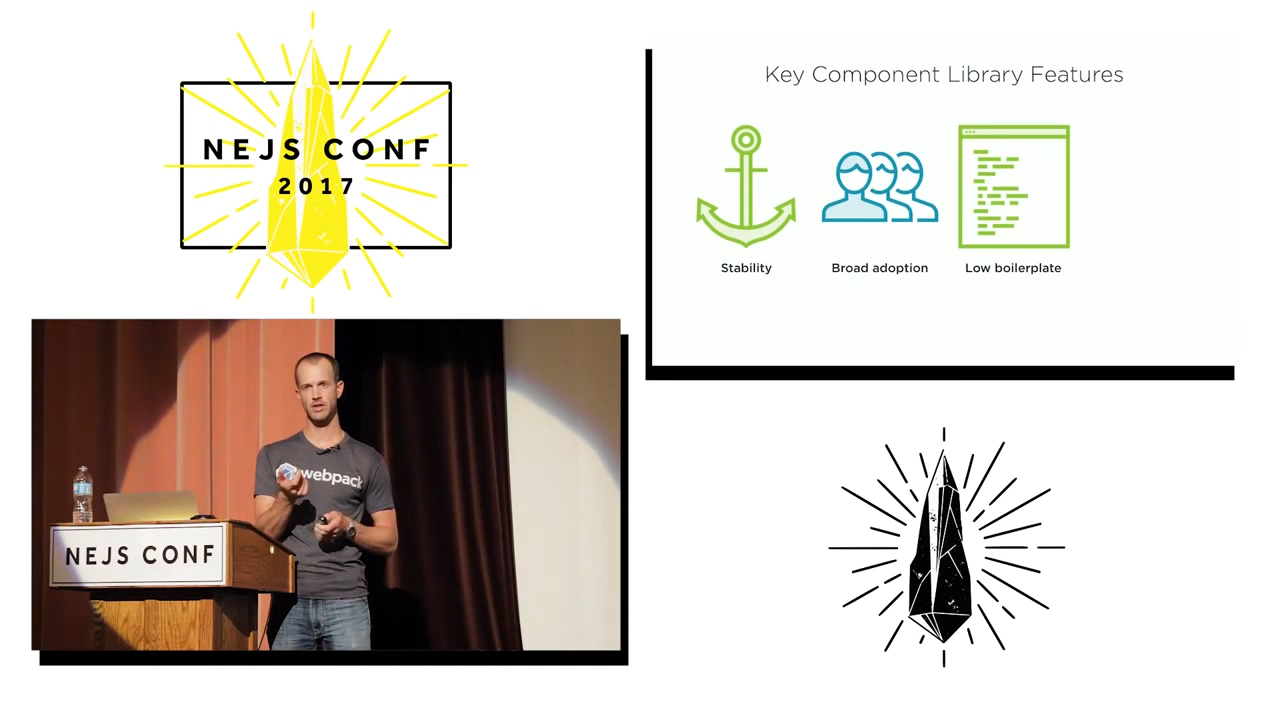 NEJS CONF
2017
Key Component Library Features
Stability
Broad adoption
Low boilerplate
webpack
NEJS CONF